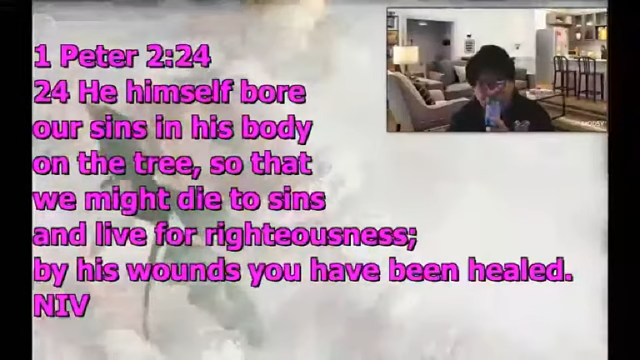 1 Peter 2:24
24 He himself bore
our sins in his body
on the tree, so that
we might die to sins
and live for righteousness;
by his wounds you have been healed.
NIV